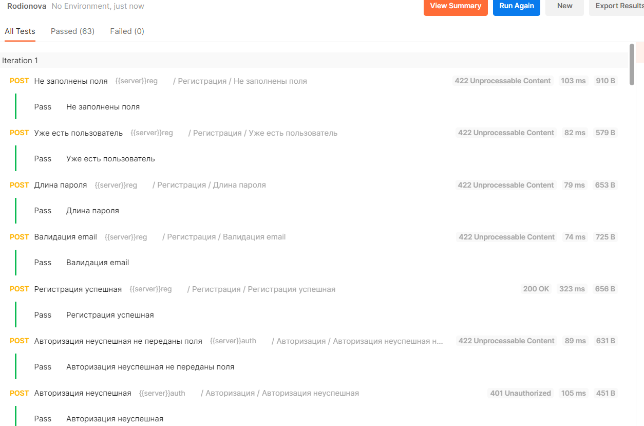 Rodionova No Environment, just now View Summary Run Again New Export Results
All Tests Passed (63) Failed (0)
Iteration 1
POST Не заполнены поля {{server}}reg / Регистрация / Не заполнены поля 422 Unprocessable Content 103 ms 910 B
Pass Не заполнены поля
POST Уже есть пользователь {{server}}reg / Регистрация / Уже есть пользователь 422 Unprocessable Content 82 ms 579 B
Pass Уже есть пользователь
POST Длина пароля {{server}}reg / Регистрация / Длина пароля 422 Unprocessable Content 79 ms 653 B
Pass Длина пароля
POST Валидация email {{server}}reg / Регистрация / Валидация email 422 Unprocessable Content 74 ms 725 B
Pass Валидация email
POST Регистрация успешная {{server}}reg / Регистрация / Регистрация успешная 200 OK 323 ms 656 B
Pass Регистрация успешная
POST Авторизация неуспешная не переданы поля {{server}}auth / Авторизация / Авторизация неуспешная н... 422 Unprocessable Content 89 ms 631 B
Pass Авторизация неуспешная не переданы поля
POST Авторизация неуспешная {{server}}auth / Авторизация / Авторизация неуспешная 401 Unauthorized 105 ms 451 B
Pass Авторизация неуспешная